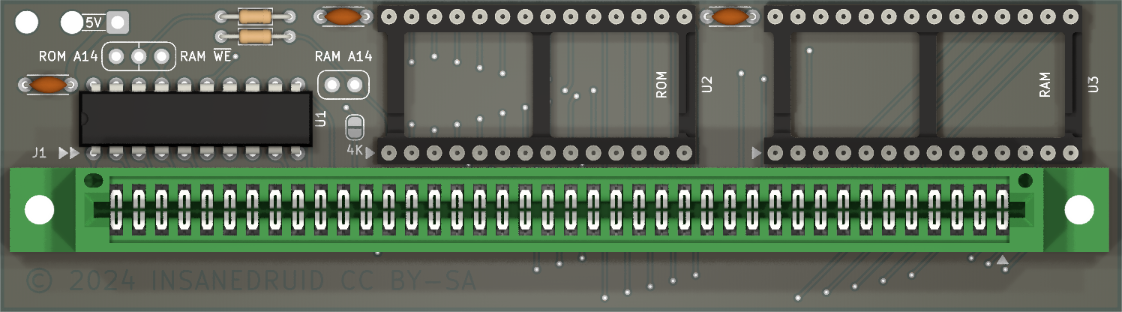 5V
ROM A14
RAM WE
RAM A14
ROM
U2
RAM
U3
U1
J1
4K
© 2024 INSANEDRUID CC BY-SA